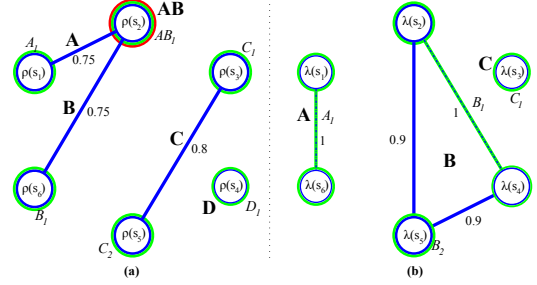 AB
ρ(s₂)
AB₁
A₁
A
ρ(s₁)
0.75
B
0.75
C₁
ρ(s₃)
C
0.8
ρ(s₆)
B₁
ρ(s₄)
D
D₁
ρ(s₅)
C₂
(a)
λ(s₂)
λ(s₁)
C
λ(s₃)
C₁
A
A₁
1
B₁
1
0.9
B
λ(s₆)
λ(s₄)
0.9
λ(s₅)
B₂
(b)